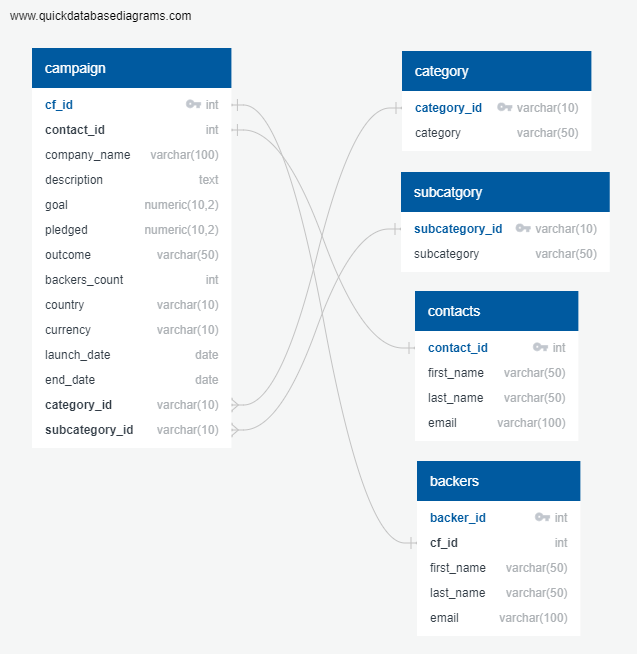 www.quickdatabasediagrams.com
campaign
cf_id int
contact_id int
company_name varchar(100)
description text
goal numeric(10,2)
pledged numeric(10,2)
outcome varchar(50)
backers_count int
country varchar(10)
currency varchar(10)
launch_date date
end_date date
category_id varchar(10)
subcategory_id varchar(10)
category
category_id varchar(10)
category varchar(50)
subcatgory
subcategory_id varchar(10)
subcategory varchar(50)
contacts
contact_id int
first_name varchar(50)
last_name varchar(50)
email varchar(100)
backers
backer_id int
cf_id int
first_name varchar(50)
last_name varchar(50)
email varchar(100)